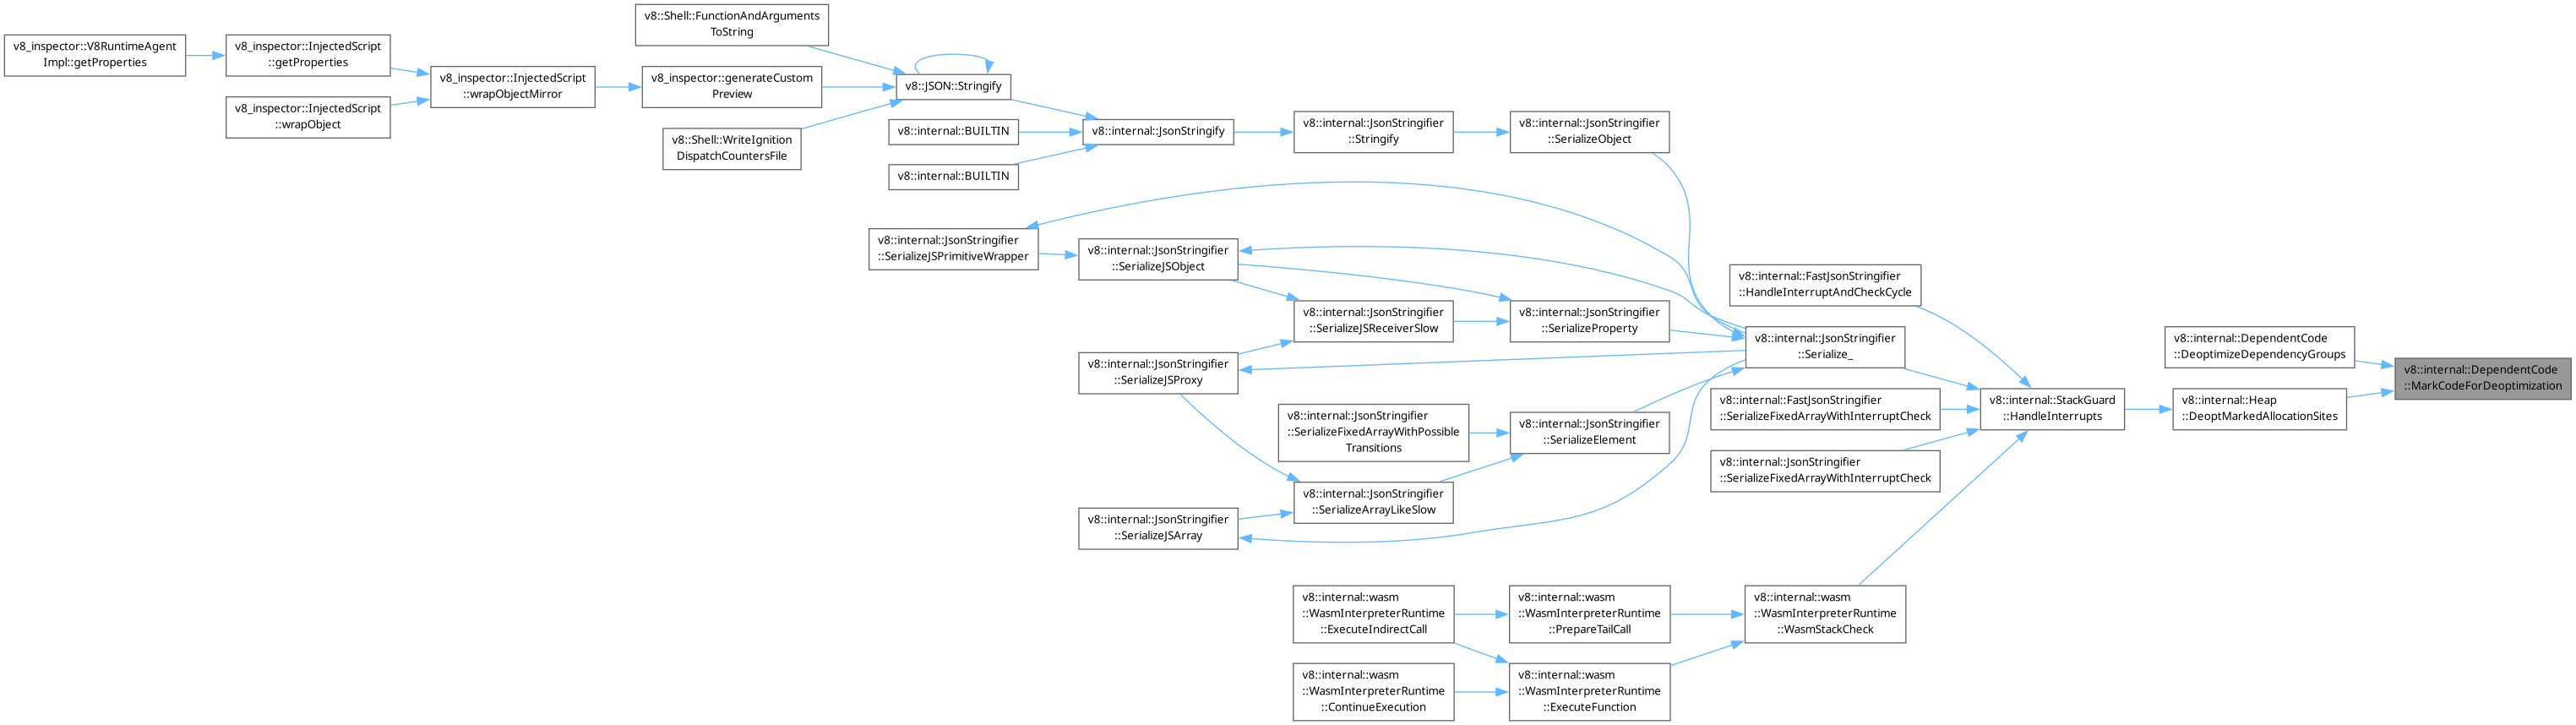 v8_inspector::V8RuntimeAgent
Impl::getProperties
v8_inspector::InjectedScript
::getProperties
v8_inspector::InjectedScript
::wrapObject
v8_inspector::InjectedScript
::wrapObjectMirror
v8::Shell::FunctionAndArguments
ToString
v8_inspector::generateCustom
Preview
v8::Shell::WriteIgnition
DispatchCountersFile
v8::JSON::Stringify
v8::internal::BUILTIN
v8::internal::BUILTIN
v8::internal::JsonStringify
v8::internal::JsonStringifier
::Stringify
v8::internal::JsonStringifier
::SerializeObject
v8::internal::JsonStringifier
::SerializeJSPrimitiveWrapper
v8::internal::JsonStringifier
::SerializeJSObject
v8::internal::JsonStringifier
::SerializeJSReceiverSlow
v8::internal::JsonStringifier
::SerializeProperty
v8::internal::JsonStringifier
::SerializeJSProxy
v8::internal::JsonStringifier
::SerializeFixedArrayWithPossible
Transitions
v8::internal::JsonStringifier
::SerializeElement
v8::internal::JsonStringifier
::SerializeArrayLikeSlow
v8::internal::JsonStringifier
::SerializeJSArray
v8::internal::FastJsonStringifier
::HandleInterruptAndCheckCycle
v8::internal::JsonStringifier
::Serialize_
v8::internal::FastJsonStringifier
::SerializeFixedArrayWithInterruptCheck
v8::internal::JsonStringifier
::SerializeFixedArrayWithInterruptCheck
v8::internal::StackGuard
::HandleInterrupts
v8::internal::DependentCode
::DeoptimizeDependencyGroups
v8::internal::Heap
::DeoptMarkedAllocationSites
v8::internal::DependentCode
::MarkCodeForDeoptimization
v8::internal::wasm
::WasmInterpreterRuntime
::ExecuteIndirectCall
v8::internal::wasm
::WasmInterpreterRuntime
::PrepareTailCall
v8::internal::wasm
::WasmInterpreterRuntime
::WasmStackCheck
v8::internal::wasm
::WasmInterpreterRuntime
::ContinueExecution
v8::internal::wasm
::WasmInterpreterRuntime
::ExecuteFunction